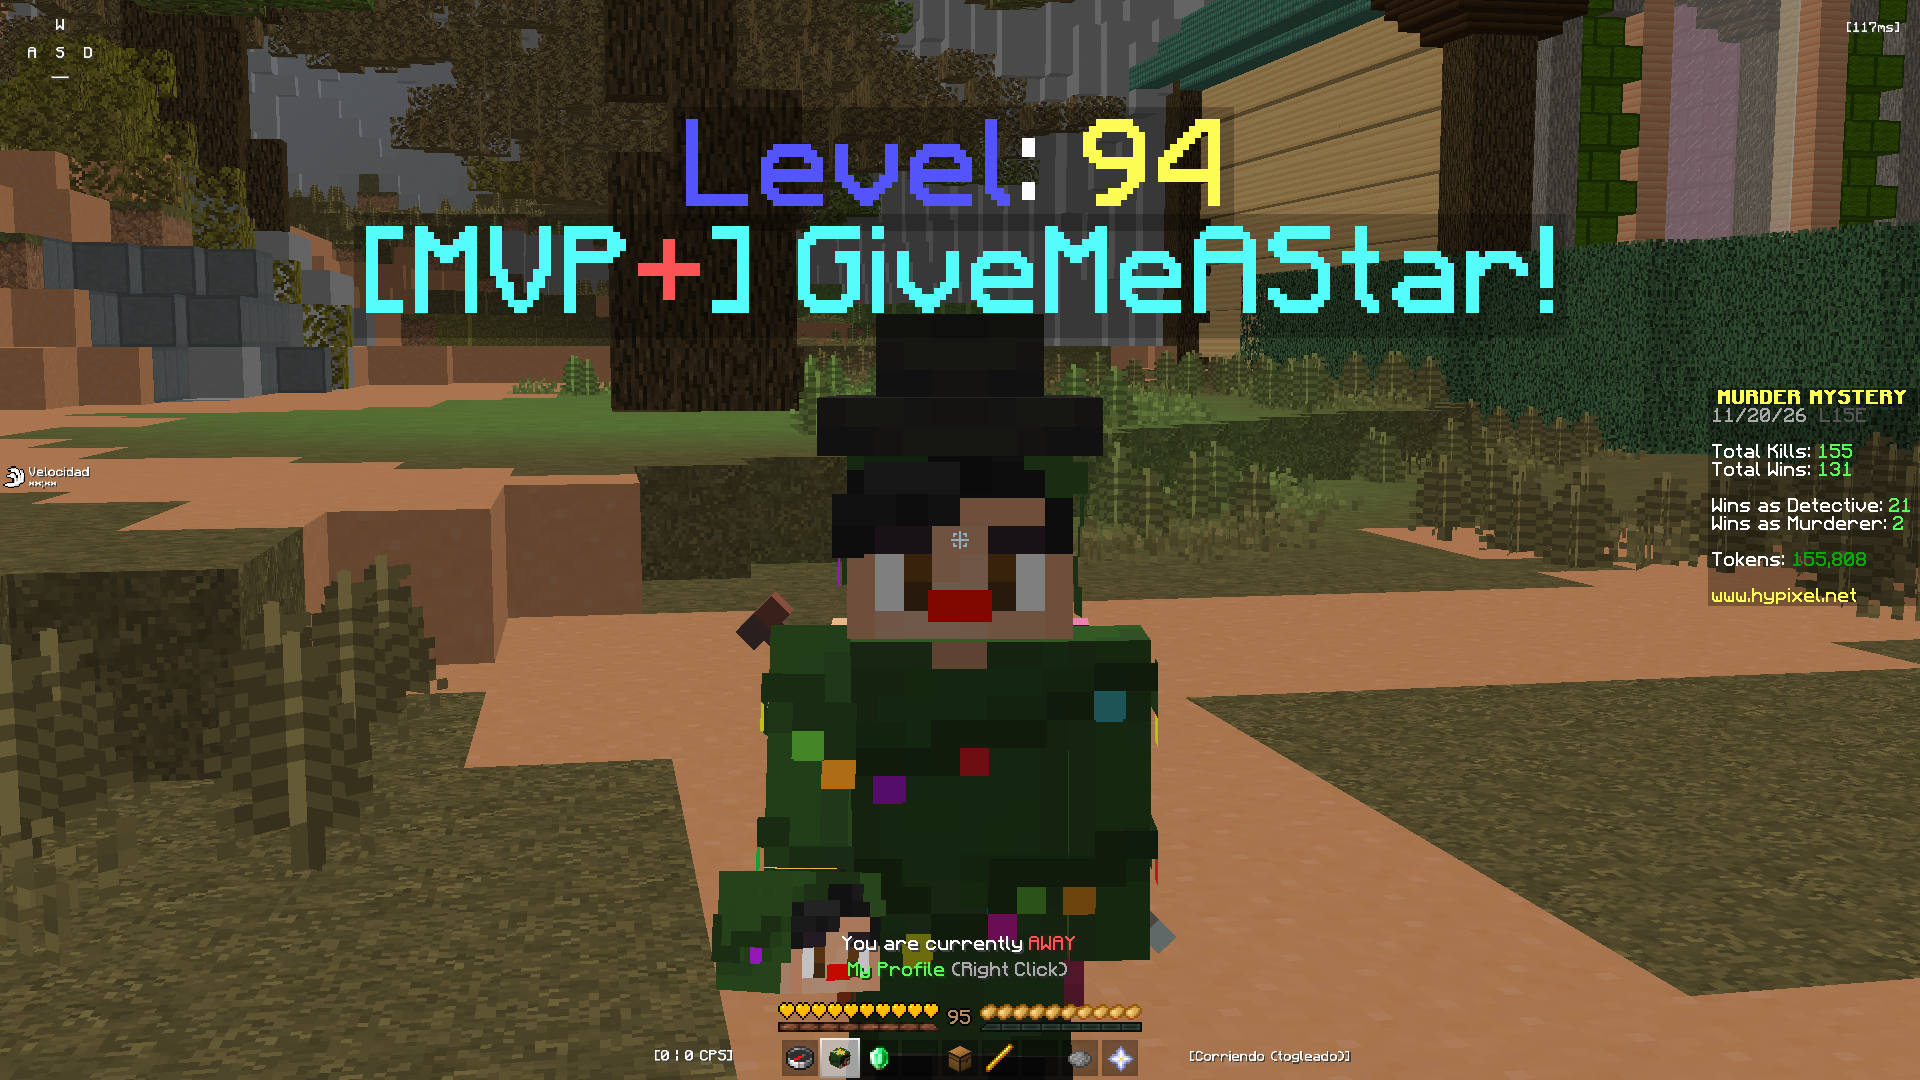 W
A S D
[117ms]
Level: 94
[MVP+] GiveMeAStar!
MURDER MYSTERY
11/20/26 L15E
Total Kills: 155
Total Wins: 131
Wins as Detective: 21
Wins as Murderer: 2
Tokens: 155,808
www.hypixel.net
Velocidad
**:**
You are currently AWAY
My Profile (Right Click)
95
[0 | 0 CPS]
[Corriendo (togleado)]